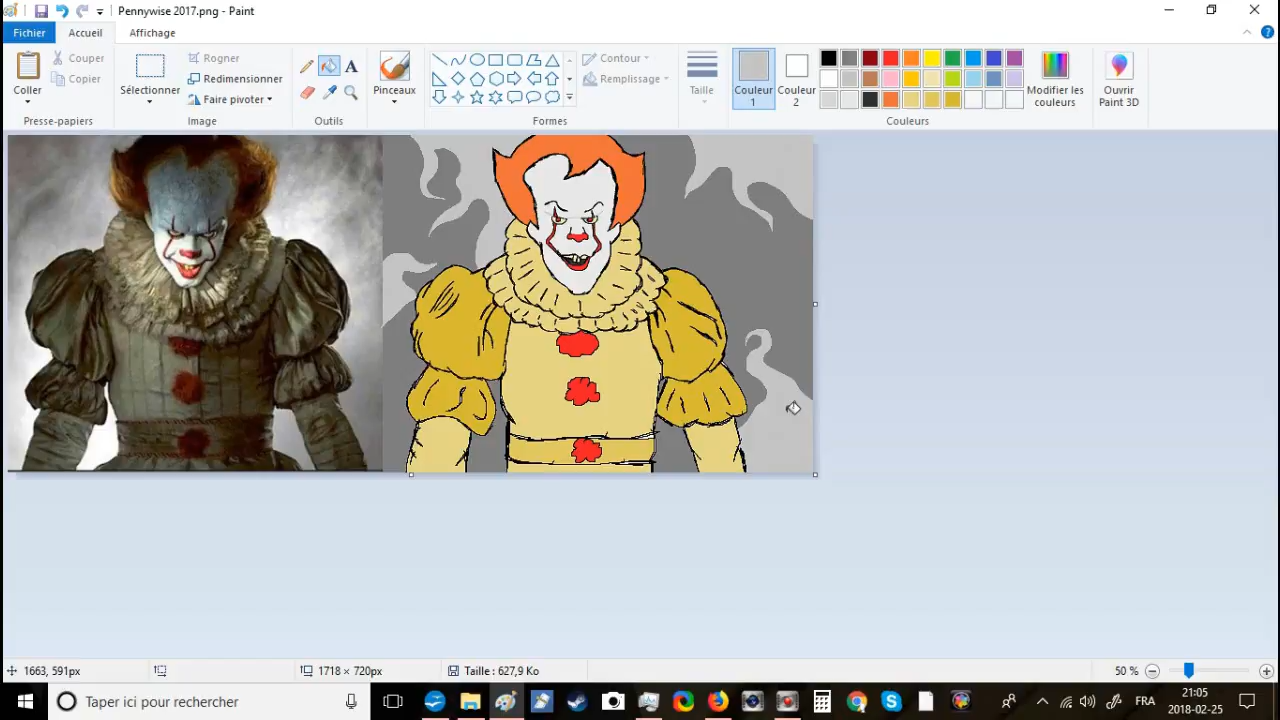 Pennywise 2017.png - Paint
Fichier Accueil Affichage
Coller
Couper
Copier
Presse-papiers
Sélectionner
Rogner
Redimensionner
Faire pivoter
Image
Outils
Pinceaux
Contour
Remplissage
Formes
Taille
Couleur 1
Couleur 2
Modifier les couleurs
Couleurs
Ouvrir Paint 3D
1663, 591px
1718 × 720px
Taille : 627,9 Ko
50 %
Taper ici pour rechercher
FRA
21:05
2018-02-25